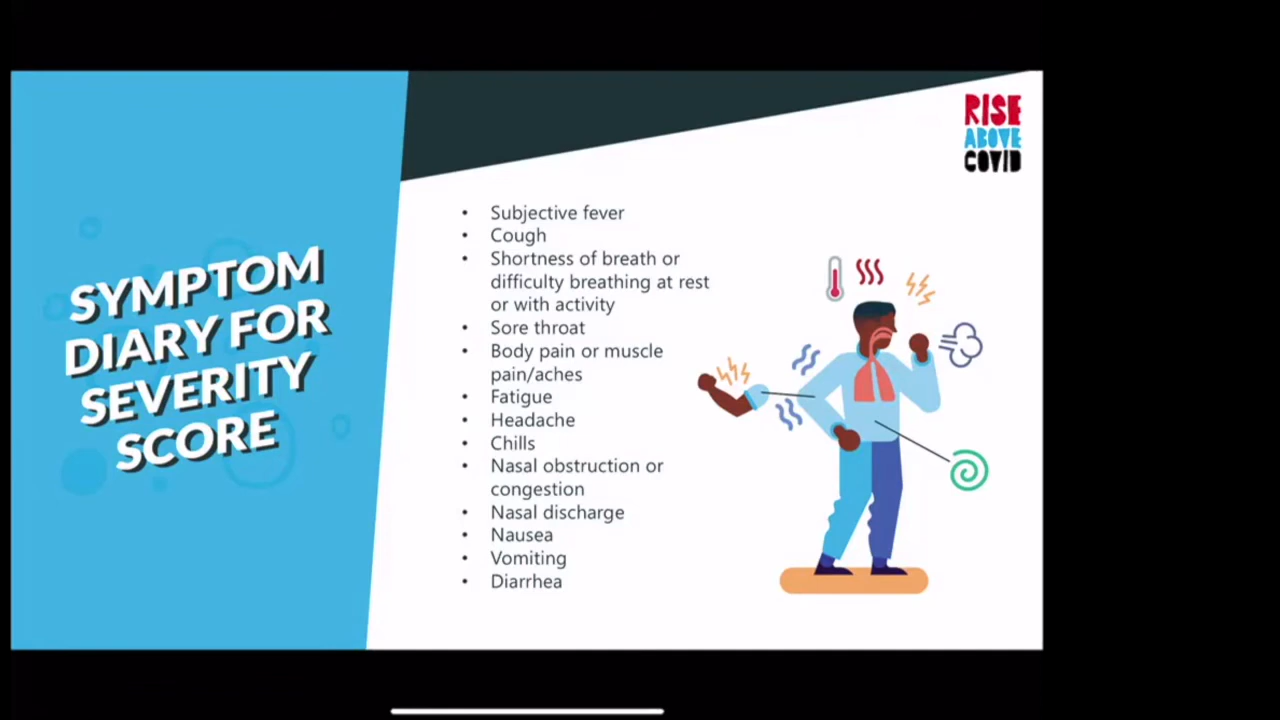 SYMPTOM
DIARY FOR
SEVERITY
SCORE
RISE
ABOVE
COVID
• Subjective fever
• Cough
• Shortness of breath or
difficulty breathing at rest
or with activity
• Sore throat
• Body pain or muscle
pain/aches
• Fatigue
• Headache
• Chills
• Nasal obstruction or
congestion
• Nasal discharge
• Nausea
• Vomiting
• Diarrhea